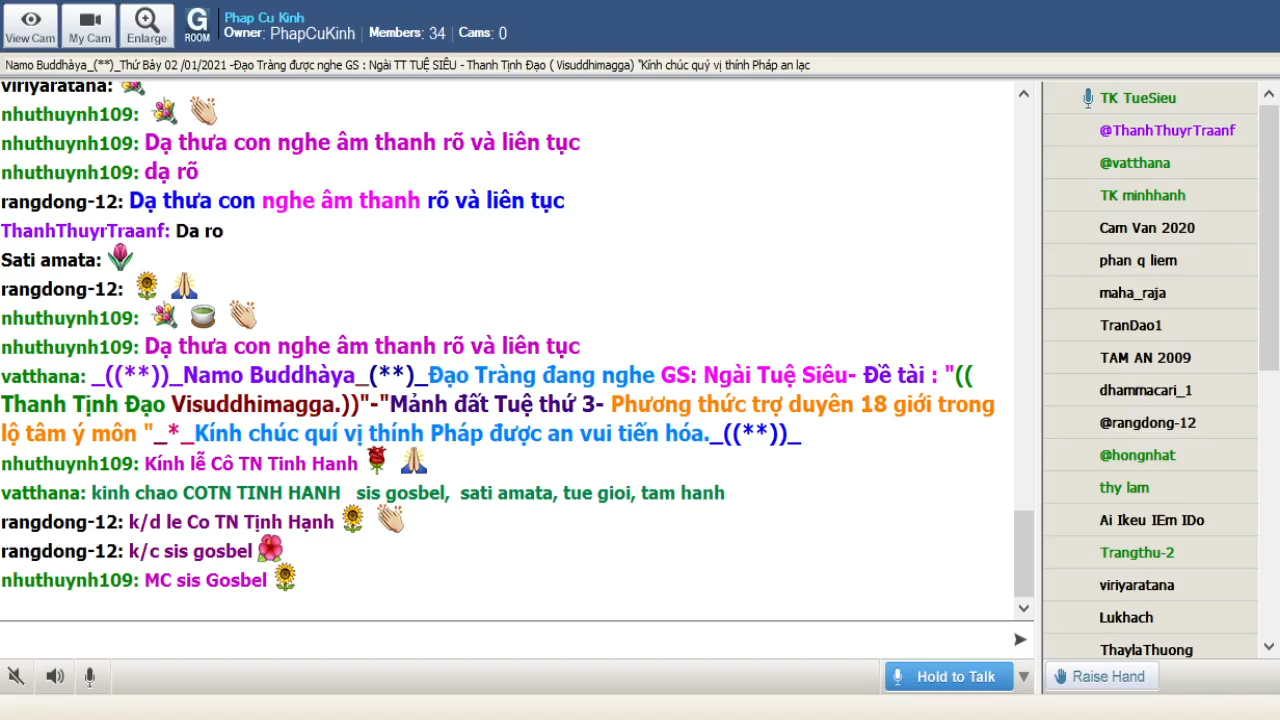 View Cam
My Cam
Enlarge
G
ROOM
Phap Cu Kinh
Owner: PhapCuKinh | Members: 34 | Cams: 0
Namo Buddhàya_(**)_Thứ Bảy 02 /01/2021 -Đạo Tràng được nghe GS : Ngài TT TUỆ SIÊU - Thanh Tịnh Đạo ( Visuddhimagga) "Kính chúc quý vị thính Pháp an lạc
viriyaratana:
nhuthuynh109:
nhuthuynh109: Dạ thưa con nghe âm thanh rõ và liên tục
nhuthuynh109: dạ rõ
rangdong-12: Dạ thưa con nghe âm thanh rõ và liên tục
ThanhThuyrTraanf: Da ro
Sati amata:
rangdong-12:
nhuthuynh109:
nhuthuynh109: Dạ thưa con nghe âm thanh rõ và liên tục
vatthana: _((**))_Namo Buddhàya_(**)_Đạo Tràng đang nghe GS: Ngài Tuệ Siêu- Đề tài : "((
Thanh Tịnh Đạo Visuddhimagga.))"-"Mảnh đất Tuệ thứ 3- Phương thức trợ duyên 18 giới trong
lộ tâm ý môn "_*_Kính chúc quí vị thính Pháp được an vui tiến hóa._((**))_
nhuthuynh109: Kính lễ Cô TN Tinh Hanh
vatthana: kinh chao COTN TINH HANH sis gosbel, sati amata, tue gioi, tam hanh
rangdong-12: k/d le Co TN Tịnh Hạnh
rangdong-12: k/c sis gosbel
nhuthuynh109: MC sis Gosbel
Hold to Talk
TK TueSieu
@ThanhThuyrTraanf
@vatthana
TK minhhanh
Cam Van 2020
phan q liem
maha_raja
TranDao1
TAM AN 2009
dhammacari_1
@rangdong-12
@hongnhat
thy lam
Ai Ikeu IEm IDo
Trangthu-2
viriyaratana
Lukhach
ThaylaThuong
Raise Hand